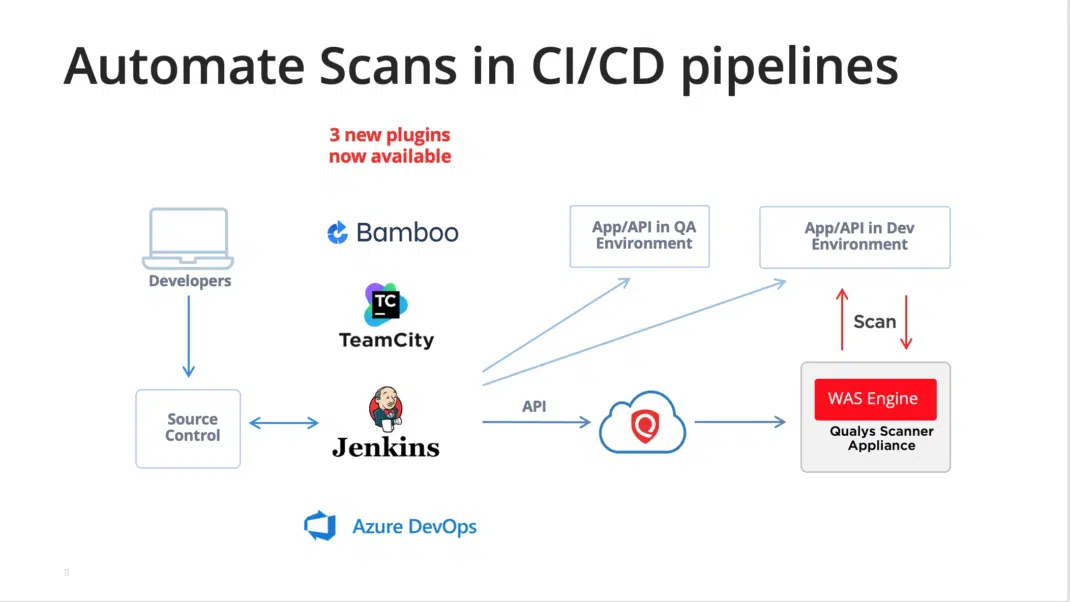 Automate Scans in CI/CD pipelines
3 new plugins
now available
Bamboo
TC
TeamCity
Jenkins
Azure DevOps
Developers
Source
Control
API
App/API in QA
Environment
App/API in Dev
Environment
Scan
WAS Engine
Qualys Scanner
Appliance
11